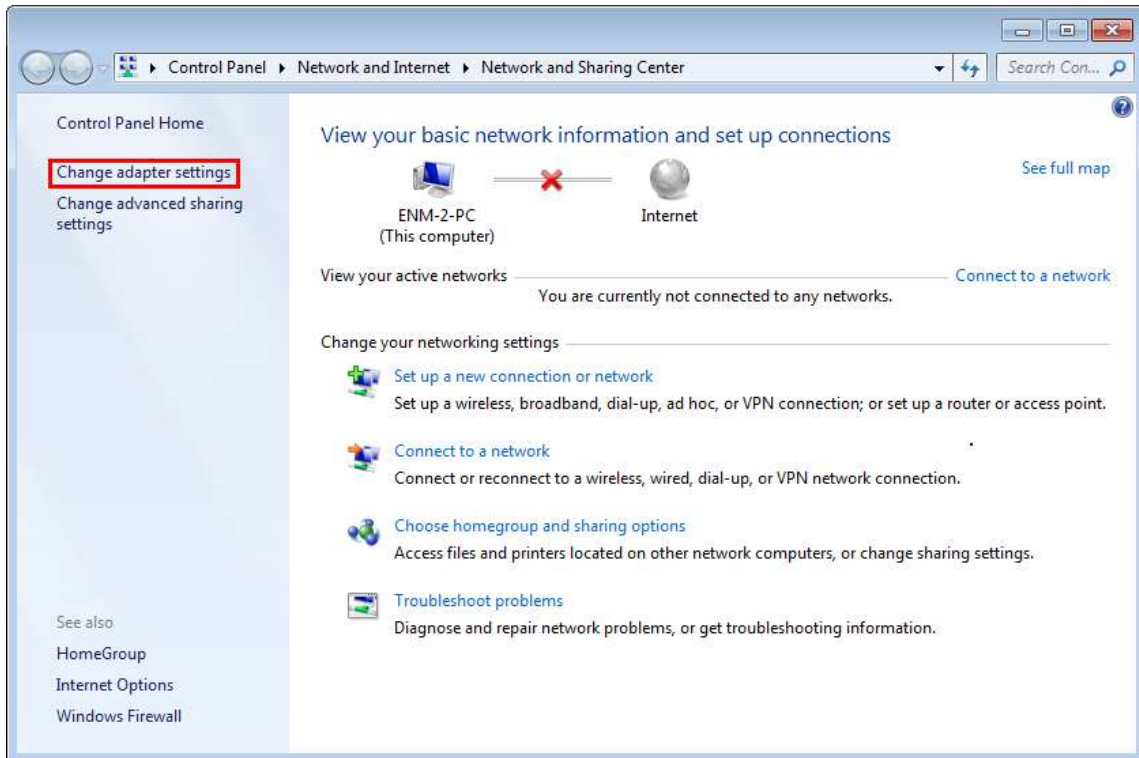 Control Panel Network and Internet Network and Sharing Center Search Con...
Control Panel Home
Change adapter settings
Change advanced sharing
settings
See also
HomeGroup
Internet Options
Windows Firewall
View your basic network information and set up connections
See full map
ENM-2-PC
(This computer)
Internet
View your active networks
Connect to a network
You are currently not connected to any networks.
Change your networking settings
Set up a new connection or network
Set up a wireless, broadband, dial-up, ad hoc, or VPN connection; or set up a router or access point.
Connect to a network
Connect or reconnect to a wireless, wired, dial-up, or VPN network connection.
Choose homegroup and sharing options
Access files and printers located on other network computers, or change sharing settings.
Troubleshoot problems
Diagnose and repair network problems, or get troubleshooting information.